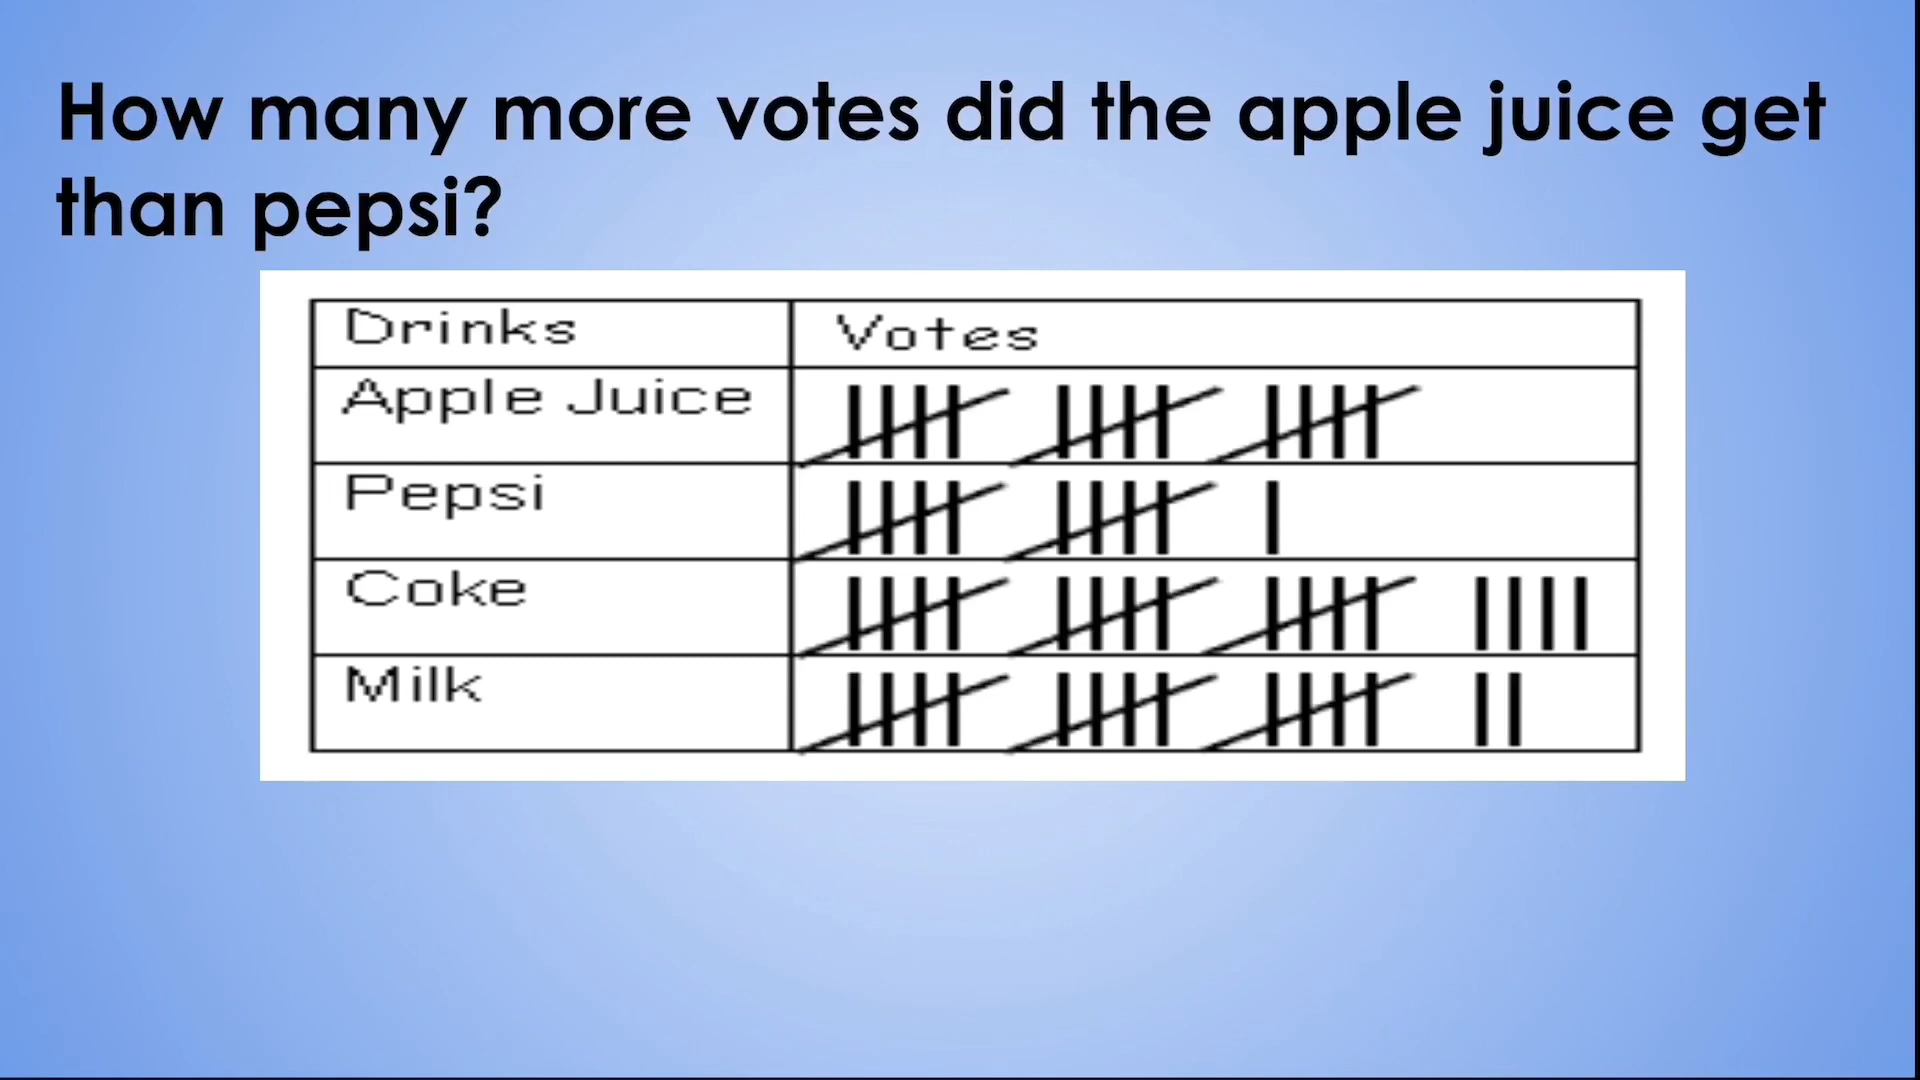 How many more votes did the apple juice get
than pepsi?
Drinks Votes
Apple Juice
Pepsi
Coke
Milk